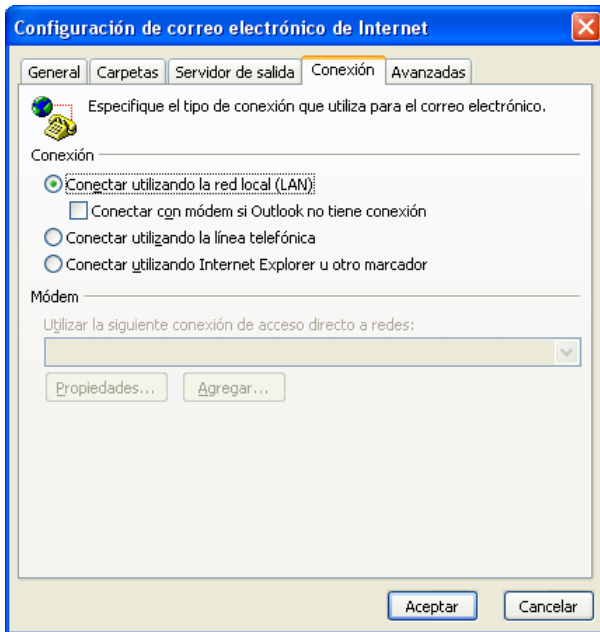 Configuración de correo electrónico de Internet
General Carpetas Servidor de salida Conexión Avanzadas
Especifique el tipo de conexión que utiliza para el correo electrónico.
Conexión
Conectar utilizando la red local (LAN)
Conectar con módem si Outlook no tiene conexión
Conectar utilizando la línea telefónica
Conectar utilizando Internet Explorer u otro marcador
Módem
Utilizar la siguiente conexión de acceso directo a redes:
Propiedades... Agregar...
Aceptar Cancelar